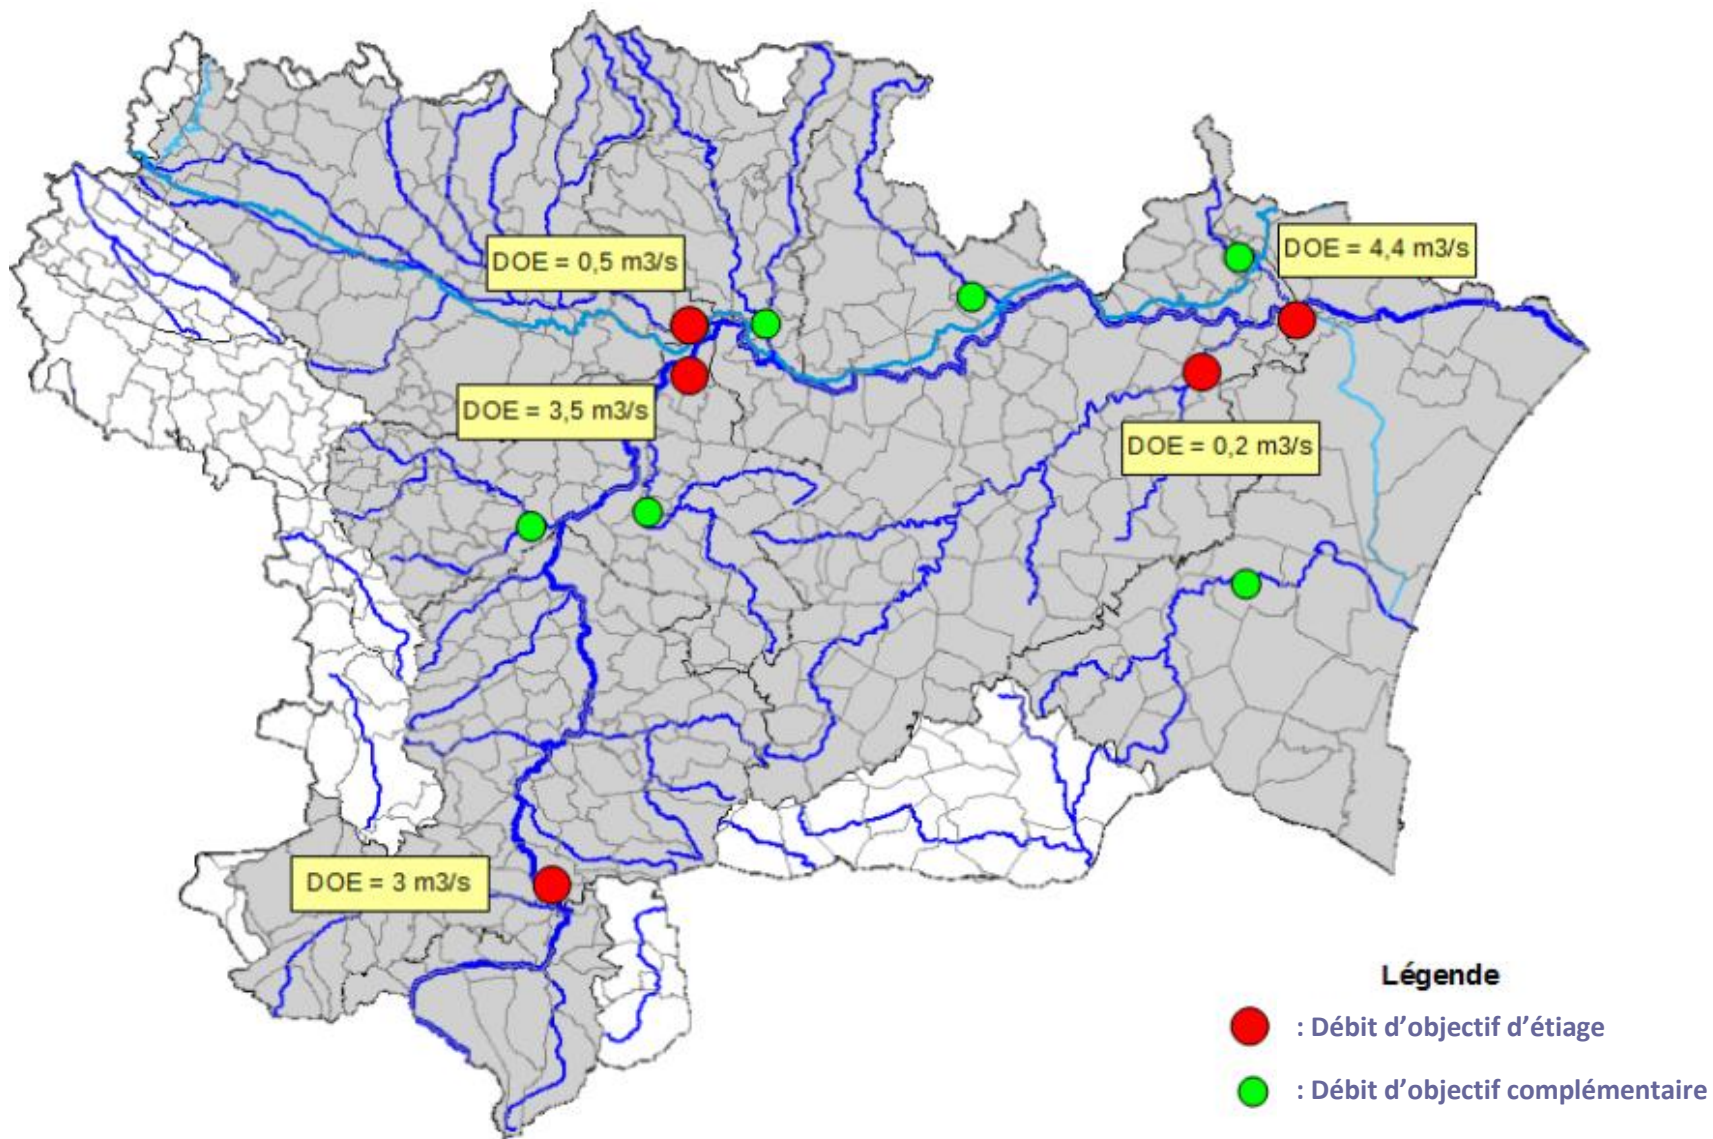 DOE = 0,5 m3/s
DOE = 4,4 m3/s
DOE = 3,5 m3/s
DOE = 0,2 m3/s
DOE = 3 m3/s
Légende
: Débit d’objectif d’étiage
: Débit d’objectif complémentaire